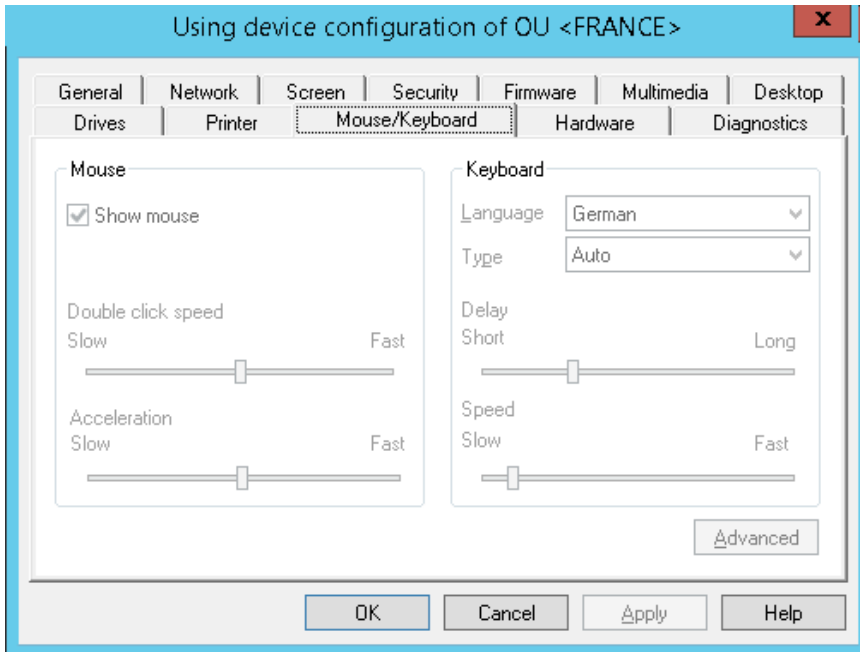 Using device configuration of OU <FRANCE>
x
General Network Screen Security Firmware Multimedia Desktop
Drives Printer Mouse/Keyboard Hardware Diagnostics
Mouse
Show mouse
Double click speed
Slow Fast
Acceleration
Slow Fast
Keyboard
Language German
Type Auto
Delay
Short Long
Speed
Slow Fast
Advanced
OK Cancel Apply Help